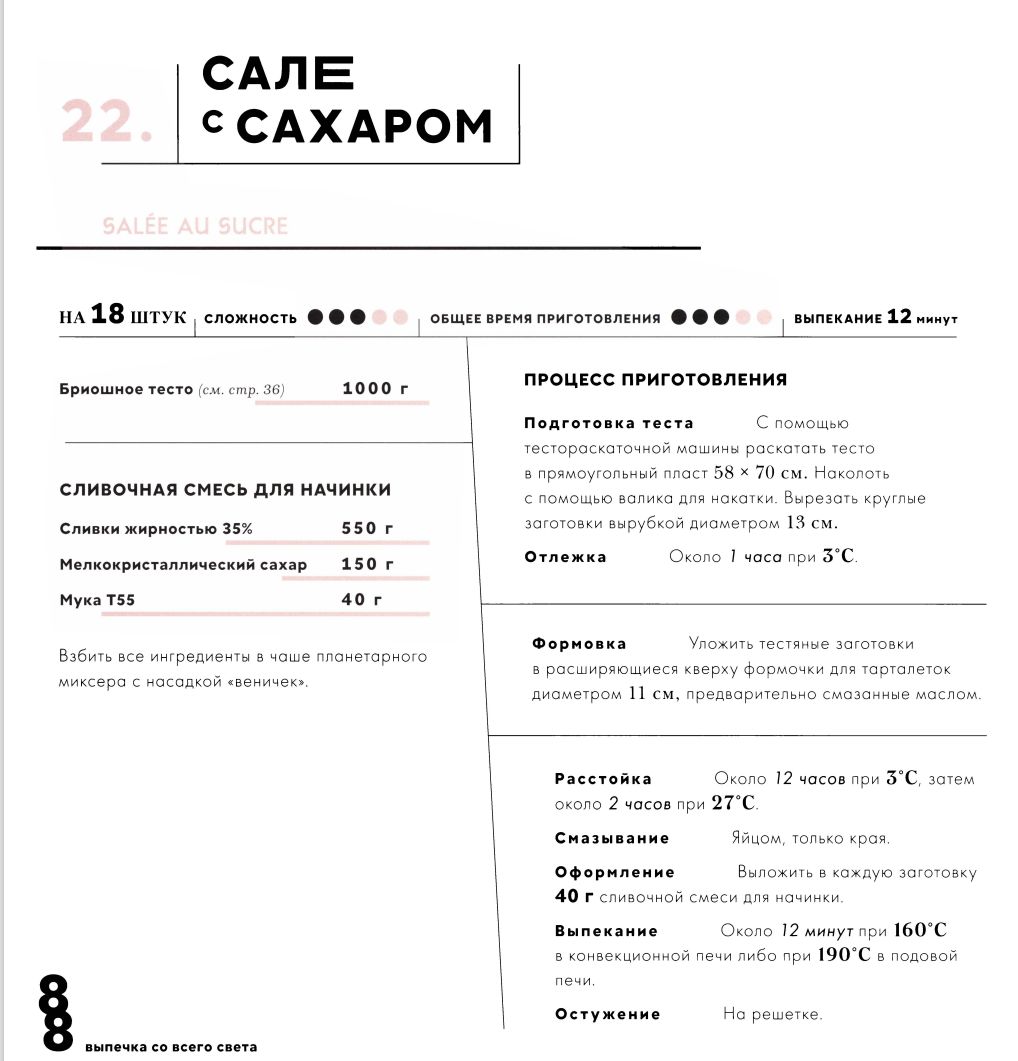 22.
САЛЕ
С САХАРОМ
SALÉE AU SUCRE
НА 18 ШТУК СЛОЖНОСТЬ ОБЩЕЕ ВРЕМЯ ПРИГОТОВЛЕНИЯ ВЫПЕКАНИЕ 12 минут
Бриошное тесто (см. стр. 36) 1000 г
СЛИВОЧНАЯ СМЕСЬ ДЛЯ НАЧИНКИ
Сливки жирностью 35% 550 г
Мелкокристаллический сахар 150 г
Мука Т55 40 г
Взбить все ингредиенты в чаше планетарного
миксера с насадкой «веничек».
ПРОЦЕСС ПРИГОТОВЛЕНИЯ
Подготовка теста С помощью
тестораскаточной машины раскатать тесто
в прямоугольный пласт 58 × 70 см. Наколоть
с помощью валика для накатки. Вырезать круглые
заготовки вырубкой диаметром 13 см.
Отлежка Около 1 часа при 3°C.
Формовка Уложить тестяные заготовки
в расширяющиеся кверху формочки для тарталеток
диаметром 11 см, предварительно смазанные маслом.
Расстойка Около 12 часов при 3°C, затем
около 2 часов при 27°C.
Смазывание Яйцом, только края.
Оформление Выложить в каждую заготовку
40 г сливочной смеси для начинки.
Выпекание Около 12 минут при 160°C
в конвекционной печи либо при 190°C в подовой
печи.
Остужение На решетке.
8
8 выпечка со всего света